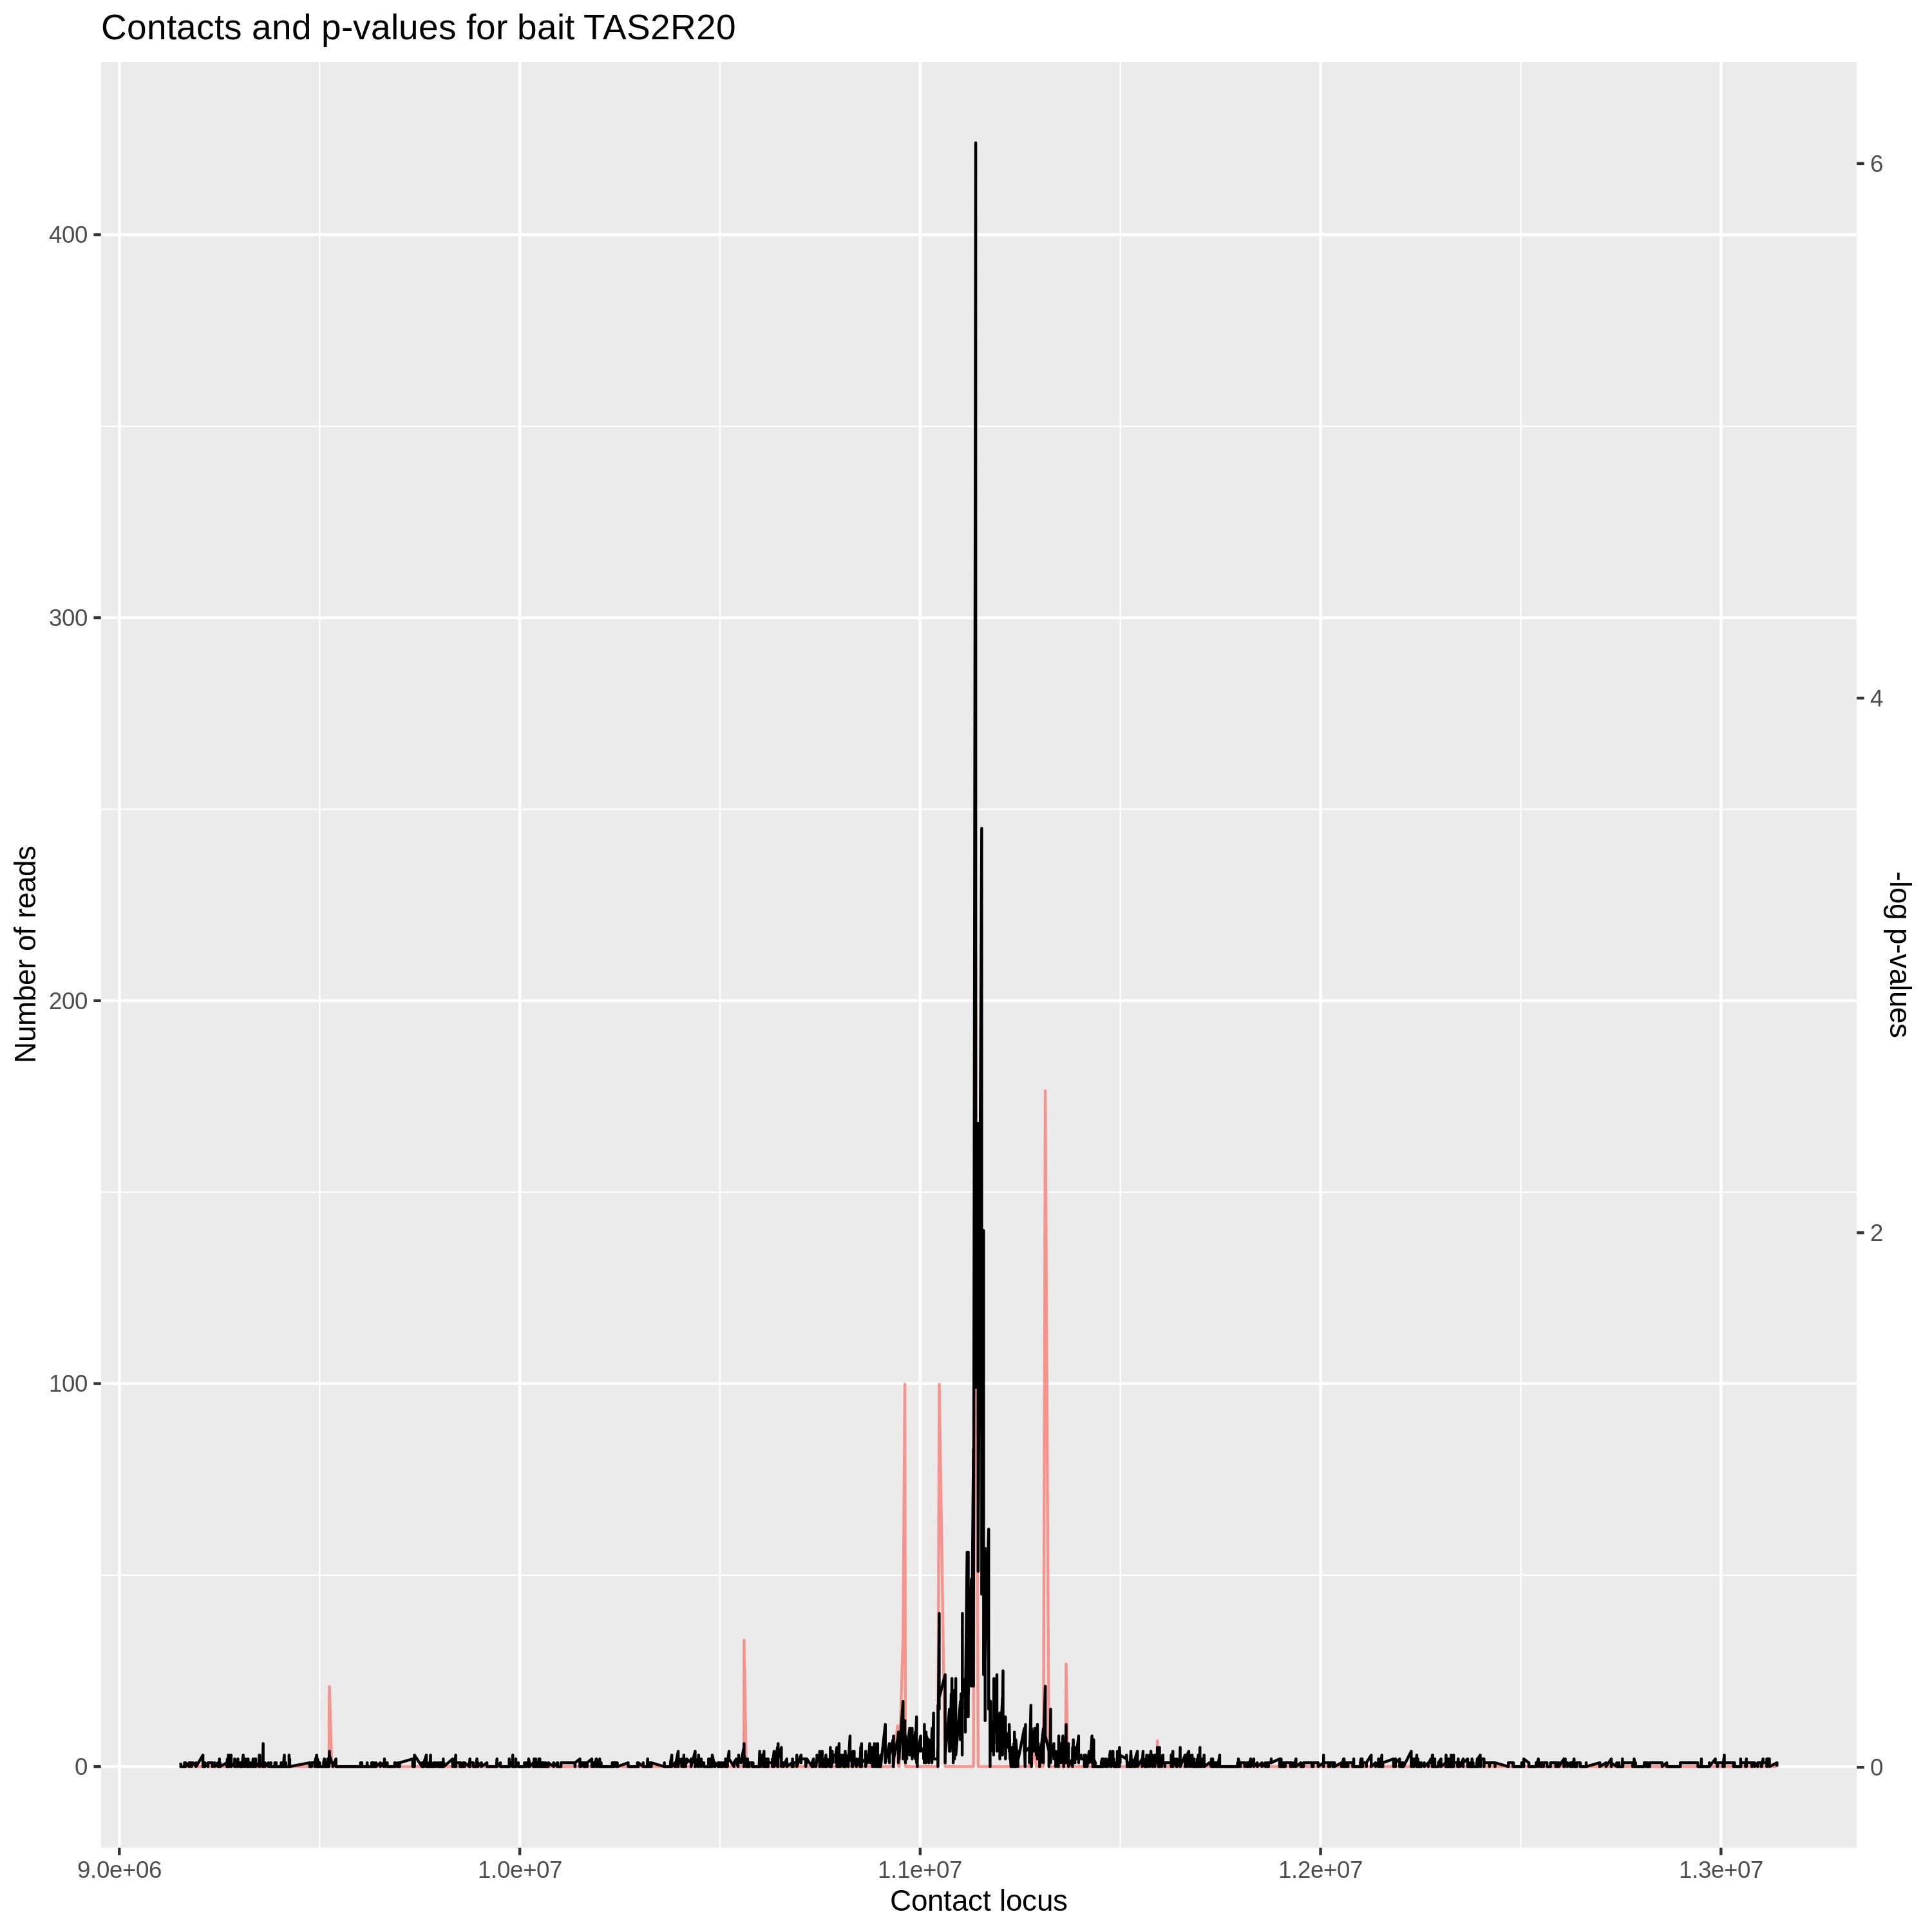 Contacts and p-values for bait TAS2R20
Number of reads
400
300
200
100
0
6
4
2
0
-log p-values
9.0e+06
1.0e+07
1.1e+07
1.2e+07
1.3e+07
Contact locus